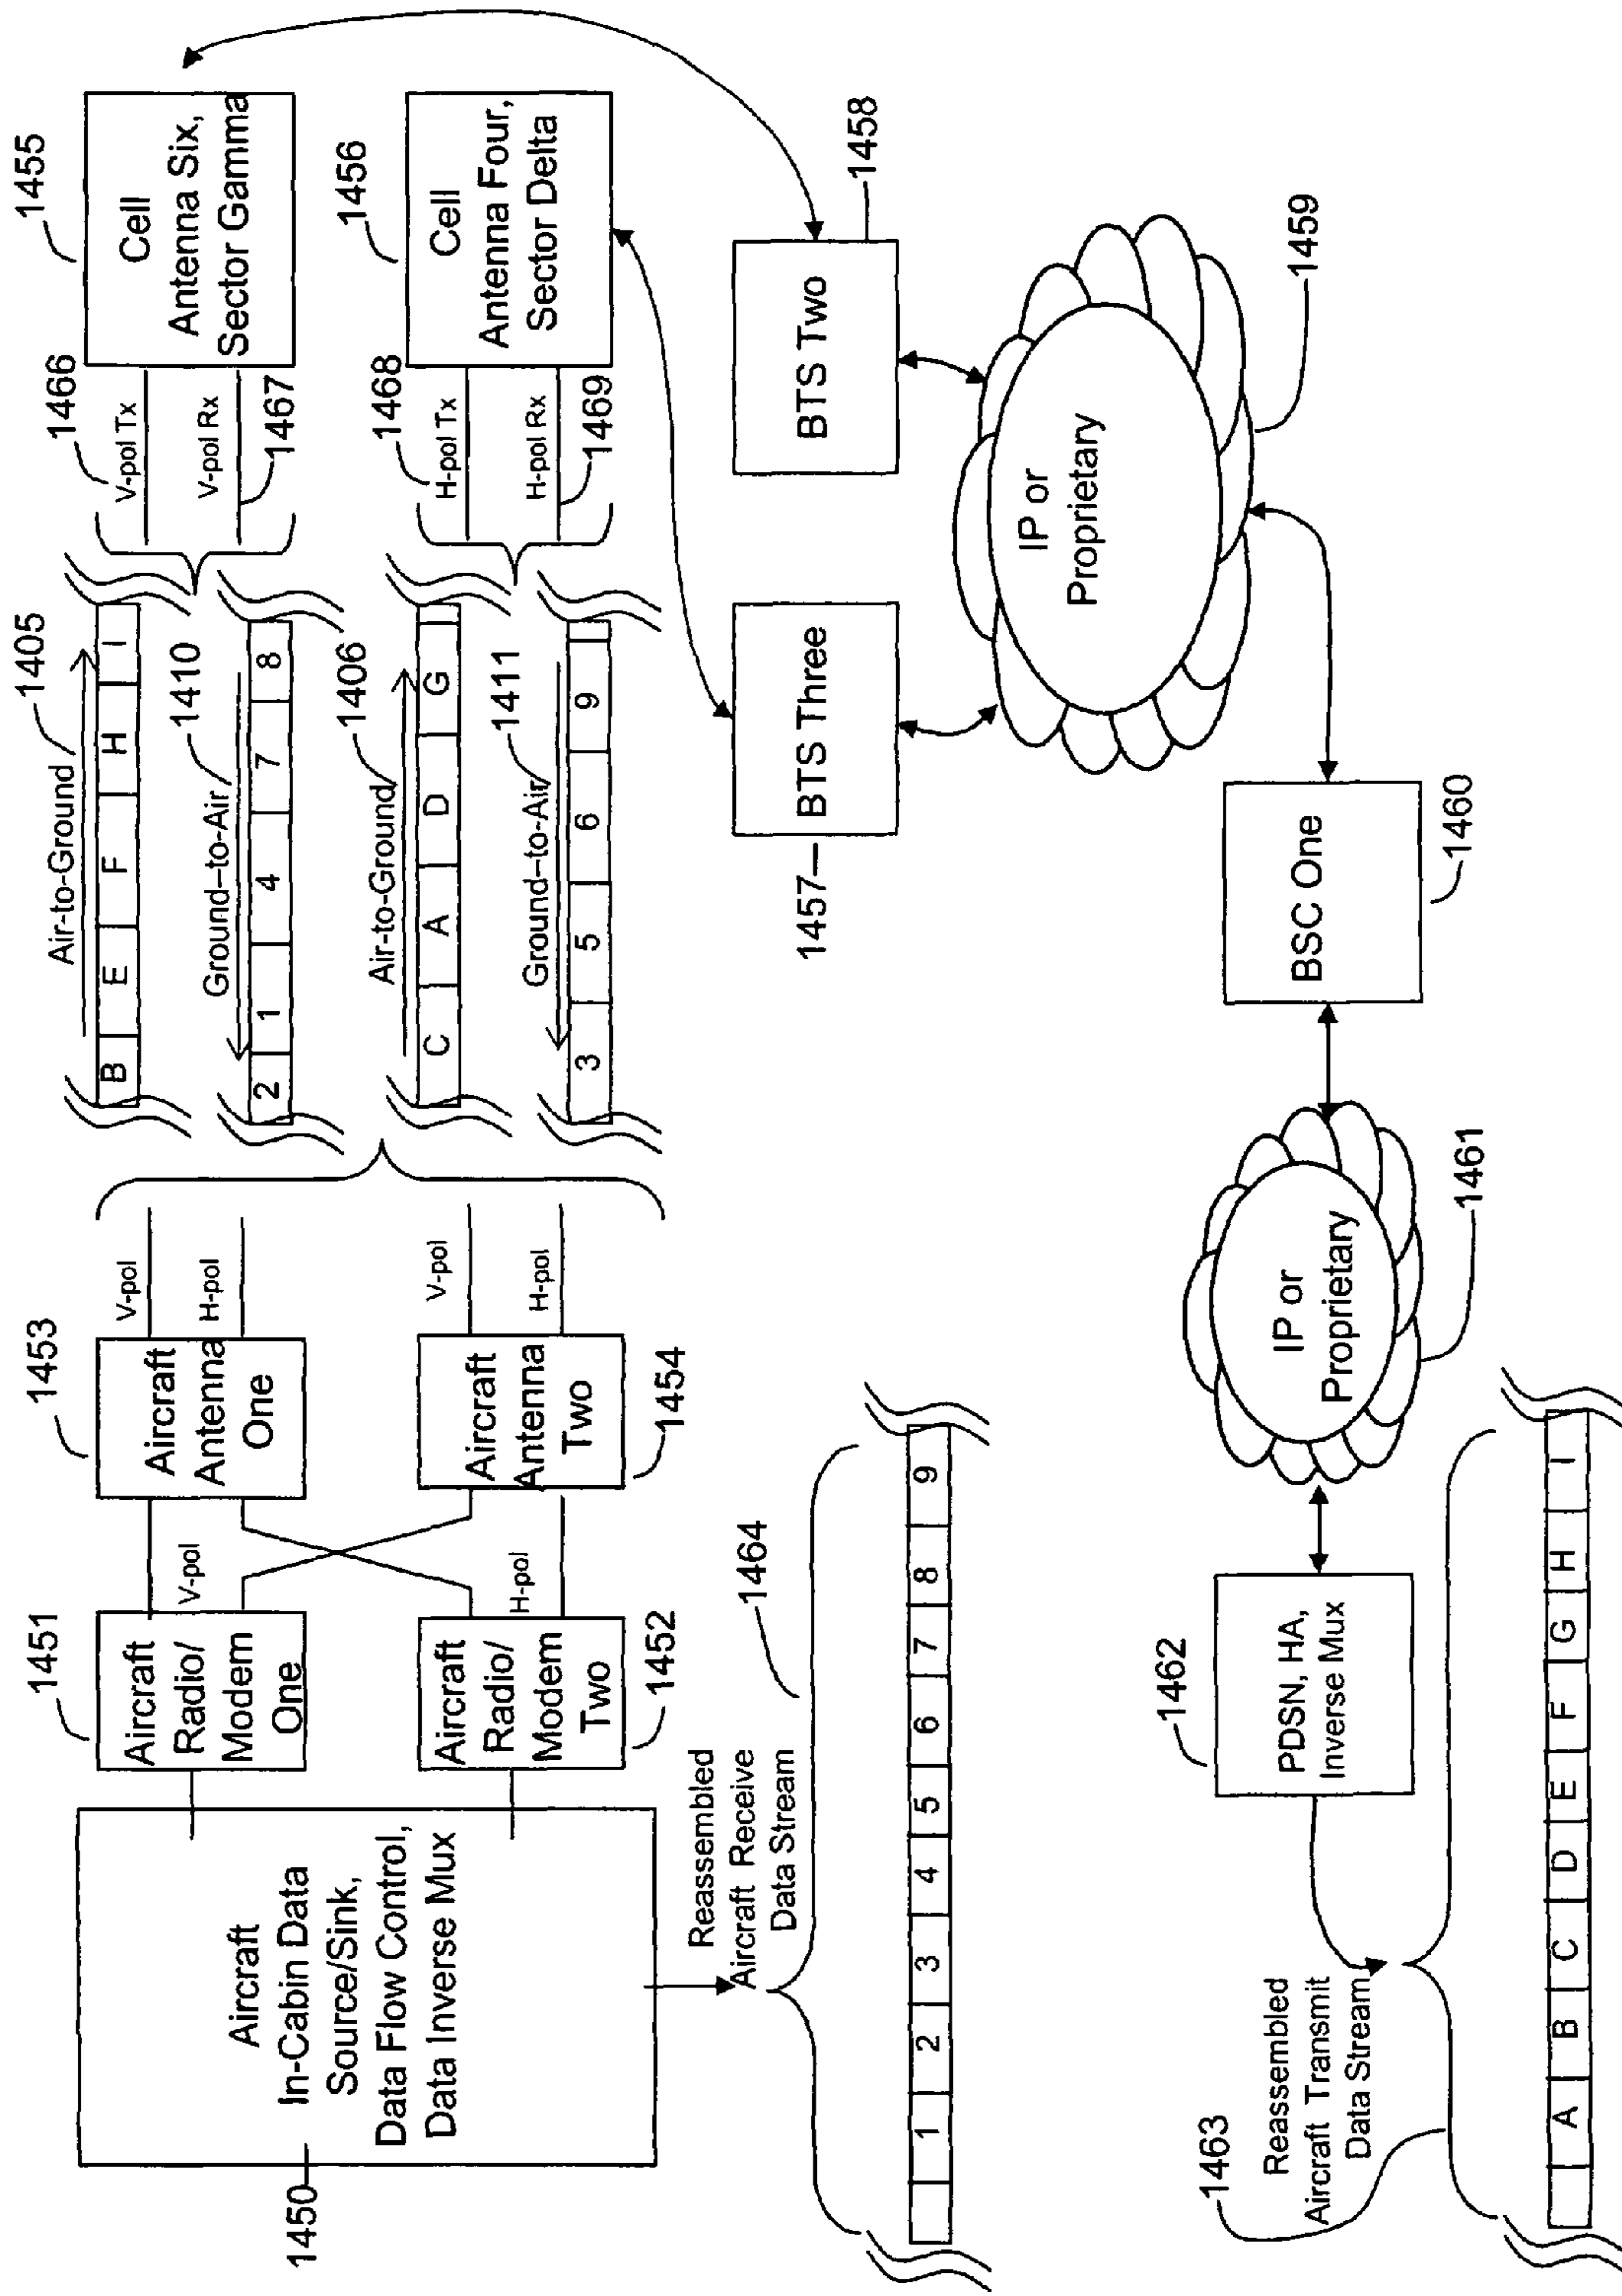 1450
Aircraft
In-Cabin Data
Source/Sink,
Data Flow Control,
Data Inverse Mux
1451
Aircraft
Radio/
Modem
One
V-pol
Aircraft
Radio/
Modem
Two
1452
H-pol
1453
Aircraft
Antenna
One
V-pol
H-pol
Aircraft
Antenna
Two
1454
V-pol
H-pol
Air-to-Ground
1405
B E F H I
Ground-to-Air
1410
2 1 4 7 8
Air-to-Ground
1406
C A D G
Ground-to-Air
1411
3 5 6 9
1466
V-pol Tx
V-pol Rx
1467
1455
Cell
Antenna Six,
Sector Gamma
1468
H-pol Tx
H-pol Rx
1469
1456
Cell
Antenna Four,
Sector Delta
Reassembled
Aircraft Receive
Data Stream
1464
1 2 3 4 5 6 7 8 9
1457
BTS Three
BTS Two
1458
IP or
Proprietary
1459
BSC One
1460
IP or
Proprietary
1461
1462
PDSN, HA,
Inverse Mux
1463
Reassembled
Aircraft Transmit
Data Stream
A B C D E F G H I